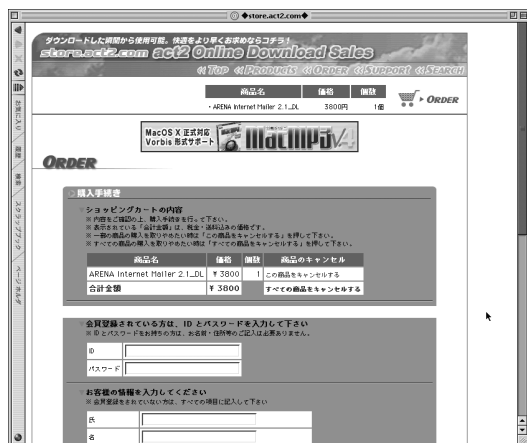 ◆store.act2.com◆
ダウンロードした瞬間から使用可能。快適をより早くお求めならコチラ!
store.act2.com act2 Online Download Sales
TOP PRODUCTS ORDER SUPPORT SEARCH
商品名 価格 個数
・ARENA Internet Mailer 2.1_DL 3800円 1個
ORDER
MacOS X 正式対応
Vorbis 形式サポート
ORDER
購入手続き
ショッピングカートの内容
※ 内容をご確認の上、購入手続きを行って下さい。
※ 表示されている「合計金額」は、税金・送料込みの価格です。
※ 一部の商品の購入を取りやめたい時は「この商品をキャンセルする」を押して下さい。
※ すべての商品の購入を取りやめたい時は「すべての商品をキャンセルする」を押して下さい。
商品名 価格 個数 商品のキャンセル
ARENA Internet Mailer 2.1_DL ¥ 3800 1 この商品をキャンセルする
合計金額 ¥ 3800 すべての商品をキャンセルする
会員登録されている方は、ID とパスワードを入力して下さい
※ ID とパスワードをお持ちの方は、お名前・住所等のご記入は必要ありません。
ID
パスワード
お客様の情報を入力してください
※ 会員登録をされていない方は、すべての項目に記入して下さい
氏
名
お気に入り
履歴
検索
スクラップブック
ページホルダ